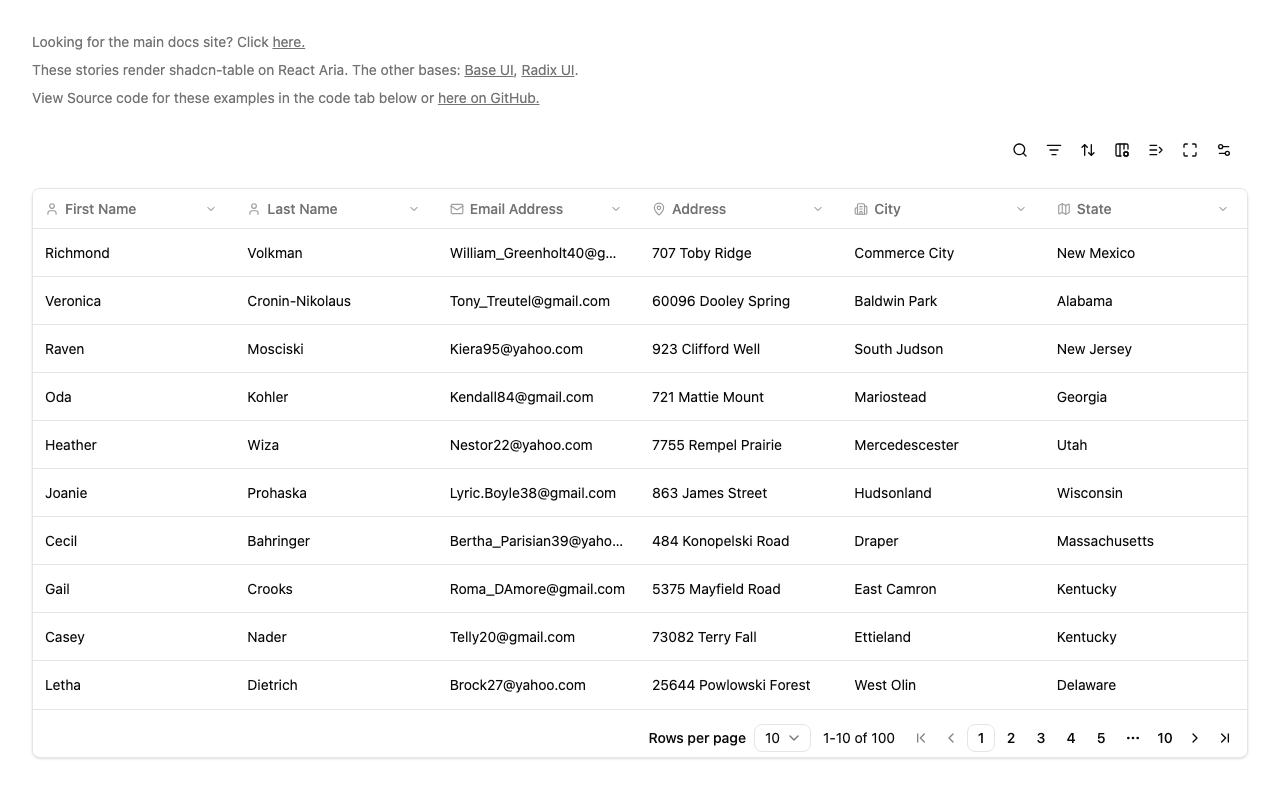 Looking for the main docs site? Click here.
These stories render shadcn-table on React Aria. The other bases: Base UI, Radix UI.
View Source code for these examples in the code tab below or here on GitHub.
First Name Last Name Email Address Address City State
Richmond Volkman William_Greenholt40@g... 707 Toby Ridge Commerce City New Mexico
Veronica Cronin-Nikolaus Tony_Treutel@gmail.com 60096 Dooley Spring Baldwin Park Alabama
Raven Mosciski Kiera95@yahoo.com 923 Clifford Well South Judson New Jersey
Oda Kohler Kendall84@gmail.com 721 Mattie Mount Mariostead Georgia
Heather Wiza Nestor22@yahoo.com 7755 Rempel Prairie Mercedescester Utah
Joanie Prohaska Lyric.Boyle38@gmail.com 863 James Street Hudsonland Wisconsin
Cecil Bahringer Bertha_Parisian39@yaho... 484 Konopelski Road Draper Massachusetts
Gail Crooks Roma_DAmore@gmail.com 5375 Mayfield Road East Camron Kentucky
Casey Nader Telly20@gmail.com 73082 Terry Fall Ettieland Kentucky
Letha Dietrich Brock27@yahoo.com 25644 Powlowski Forest West Olin Delaware
Rows per page 10 1-10 of 100 1 2 3 4 5 ... 10